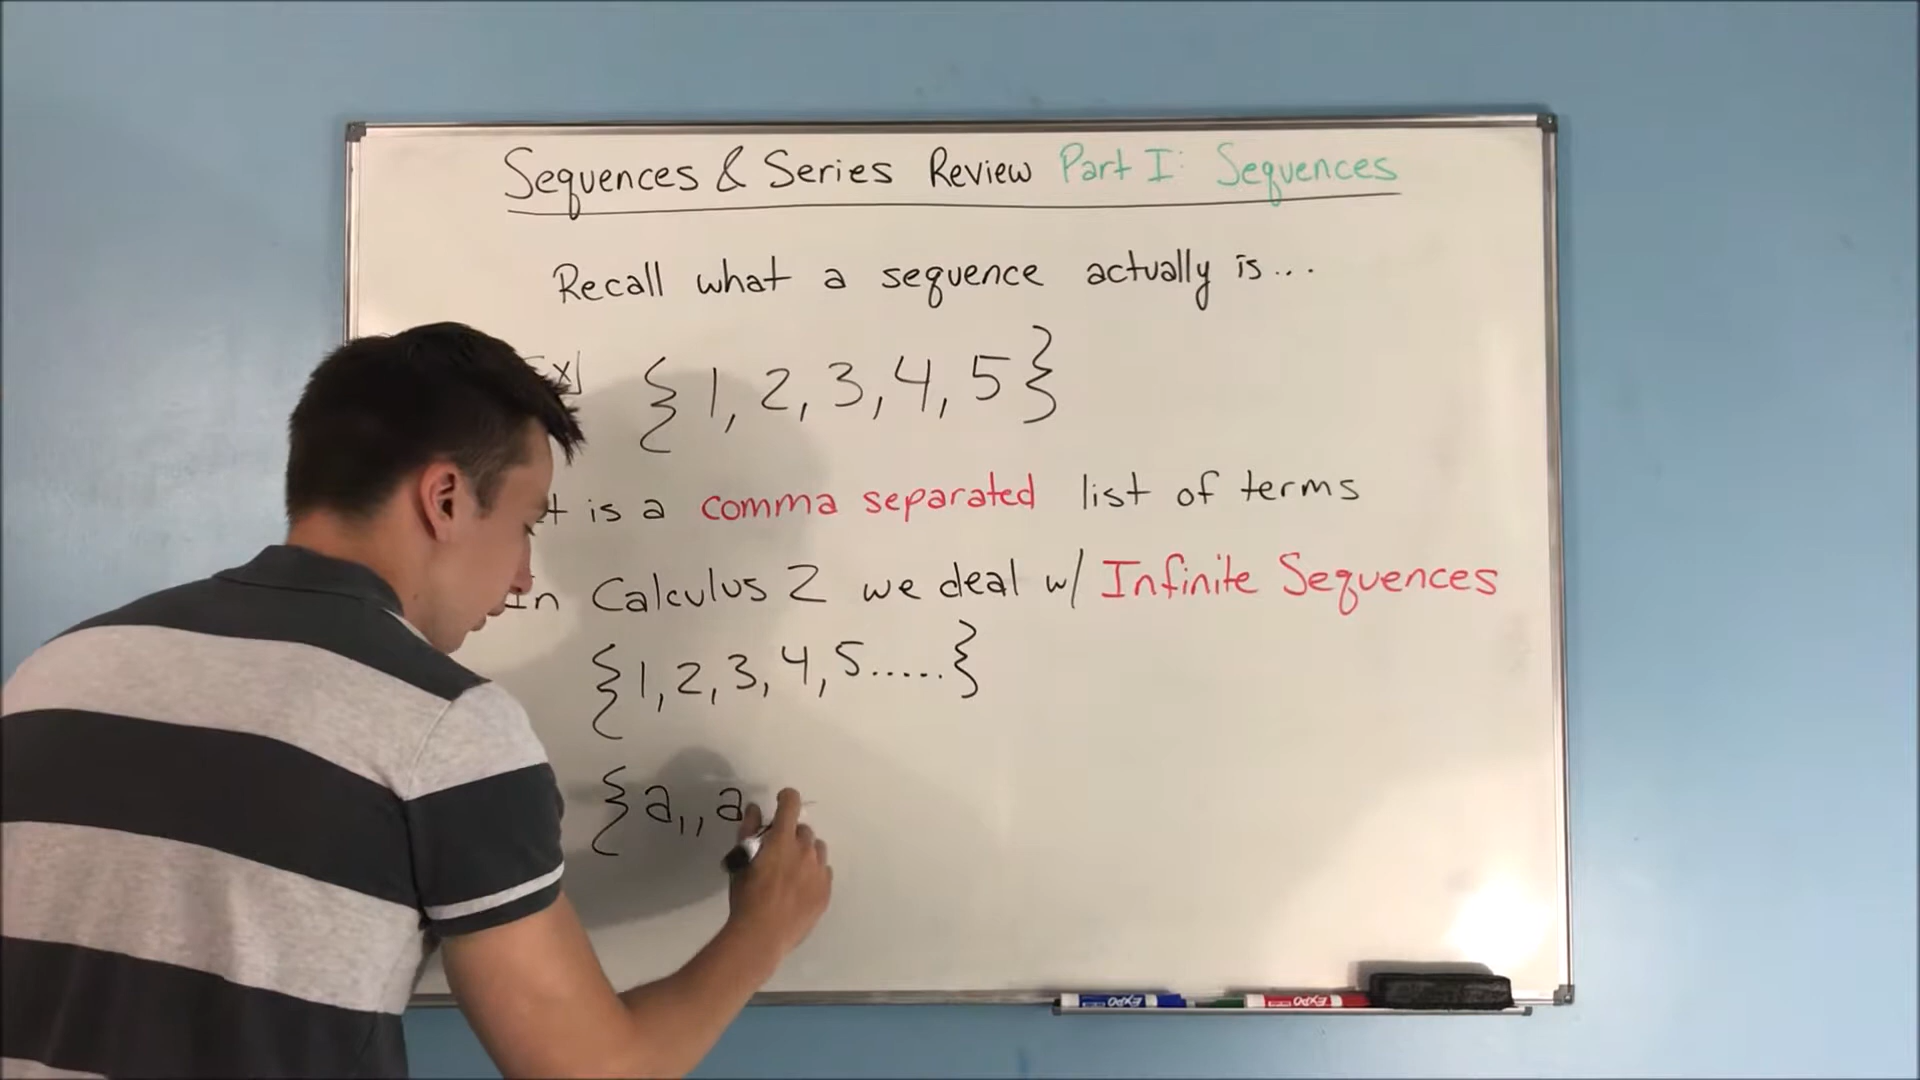 Sequences & Series Review Part I: Sequences
Recall what a sequence actually is...
{1, 2, 3, 4, 5}
is a comma separated list of terms
In Calculus 2 we deal w/ Infinite Sequences
{1, 2, 3, 4, 5.....}
{a₁, a
EXPO EXPO